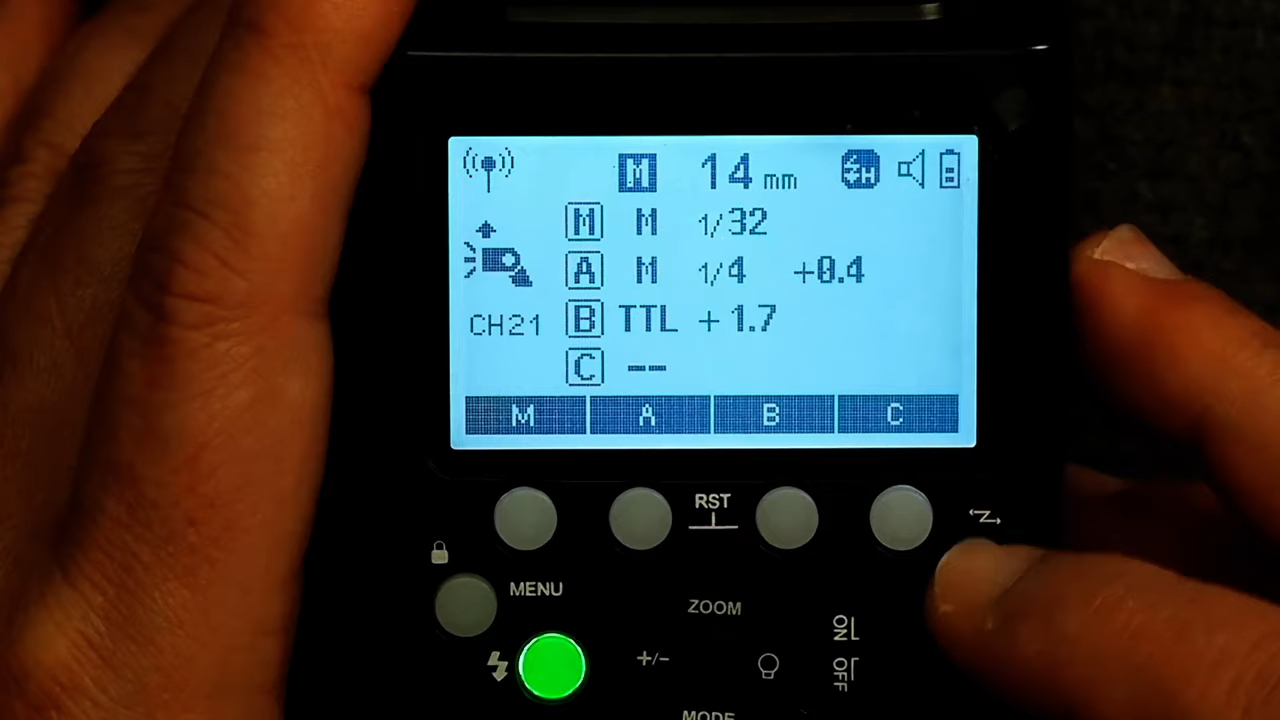 M 14 mm
M M 1/32
A M 1/4 +0.4
CH21 B TTL + 1.7
C --
M A B C
RST
MENU
ZOOM
ON
+/-
OFF
MODE